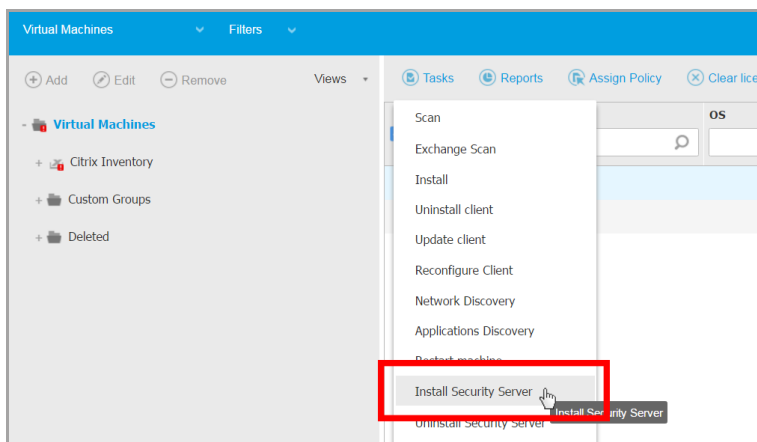 Virtual Machines Filters
Add Edit Remove Views Tasks Reports Assign Policy Clear lice
OS
- Virtual Machines
+ Citrix Inventory
+ Custom Groups
+ Deleted
Scan
Exchange Scan
Install
Uninstall client
Update client
Reconfigure Client
Network Discovery
Applications Discovery
Restart machine
Install Security Server
Install Security Server
Uninstall Security Server